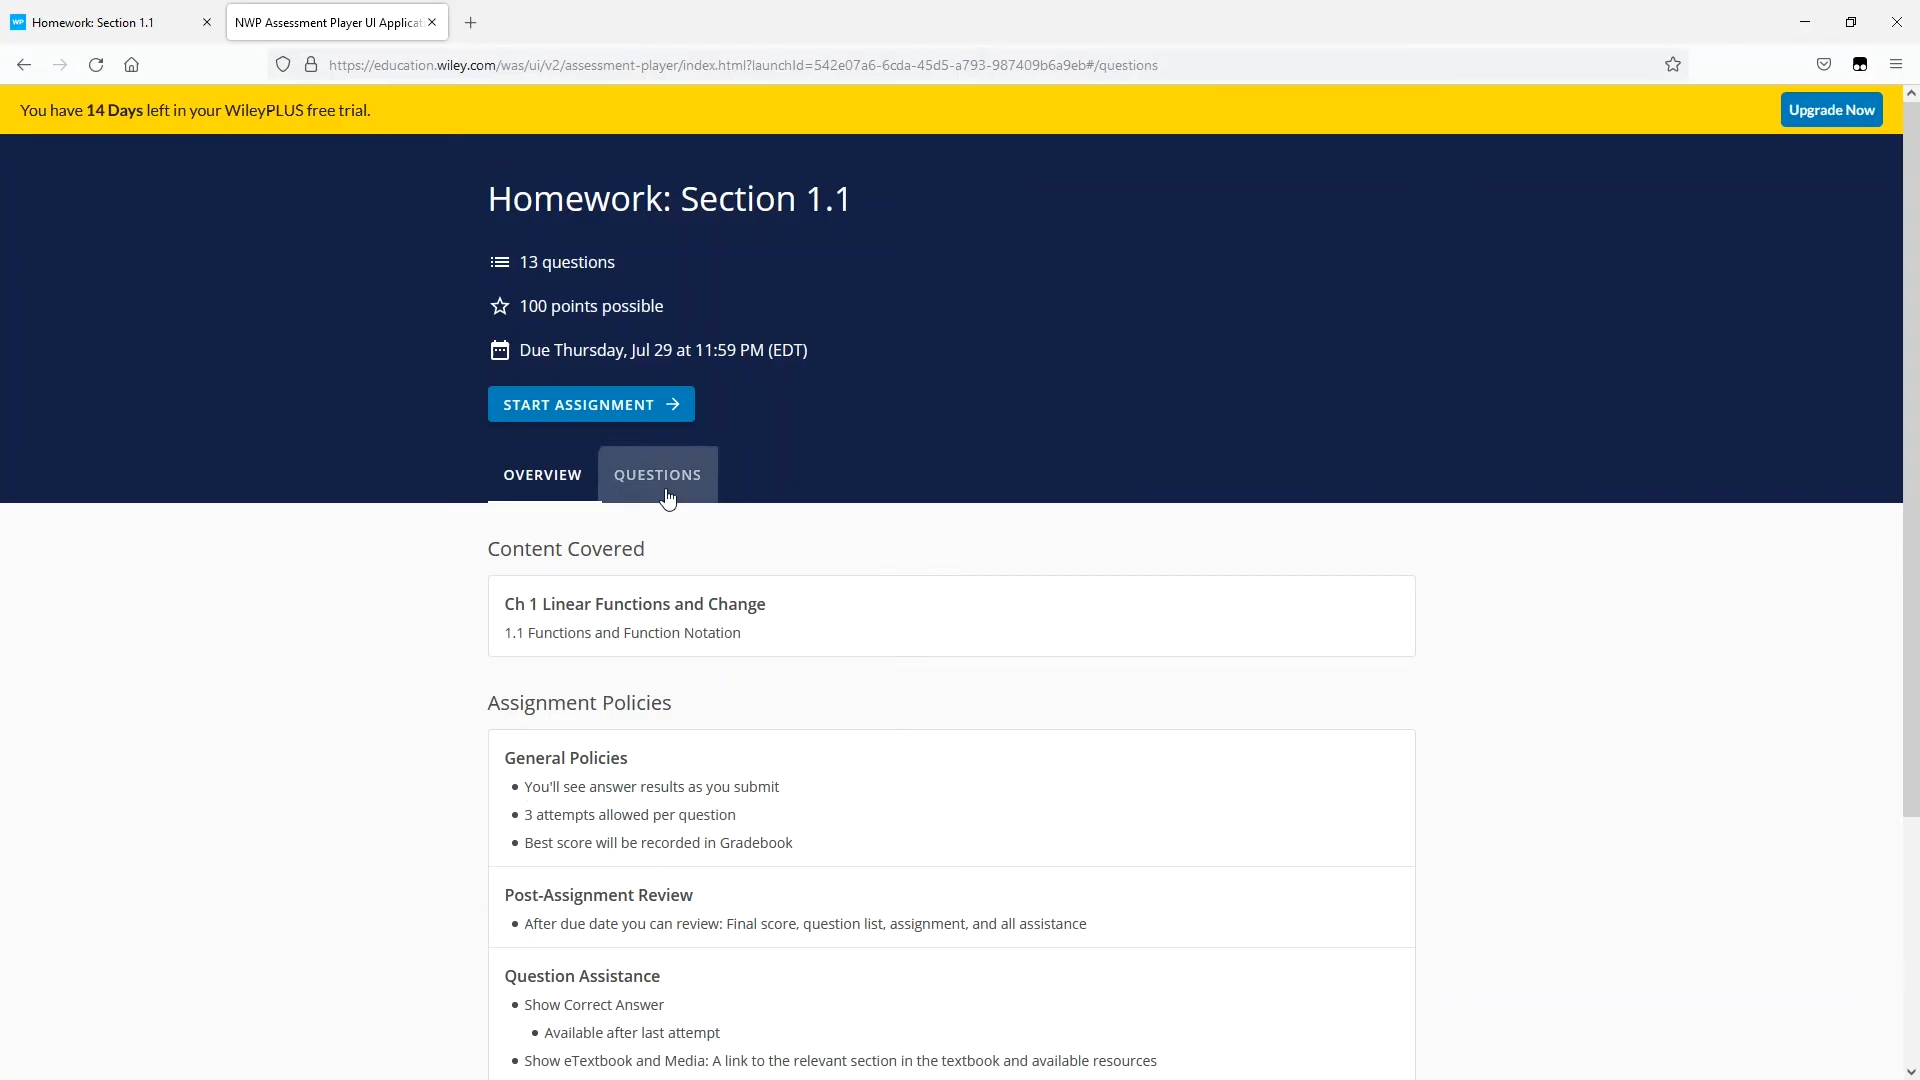 WP Homework: Section 1.1
NWP Assessment Player UI Applicat
https://education.wiley.com/was/ui/v2/assessment-player/index.html?launchId=542e07a6-6cda-45d5-a793-987409b6a9eb#/questions
You have 14 Days left in your WileyPLUS free trial.
Upgrade Now
Homework: Section 1.1
13 questions
100 points possible
Due Thursday, Jul 29 at 11:59 PM (EDT)
START ASSIGNMENT
OVERVIEW QUESTIONS
Content Covered
Ch 1 Linear Functions and Change
1.1 Functions and Function Notation
Assignment Policies
General Policies
You'll see answer results as you submit
3 attempts allowed per question
Best score will be recorded in Gradebook
Post-Assignment Review
After due date you can review: Final score, question list, assignment, and all assistance
Question Assistance
Show Correct Answer
Available after last attempt
Show eTextbook and Media: A link to the relevant section in the textbook and available resources